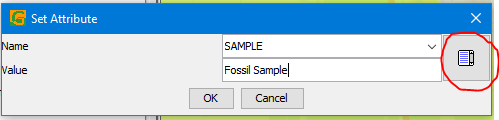 Set Attribute
Name SAMPLE
Value Fossil Sample
OK Cancel